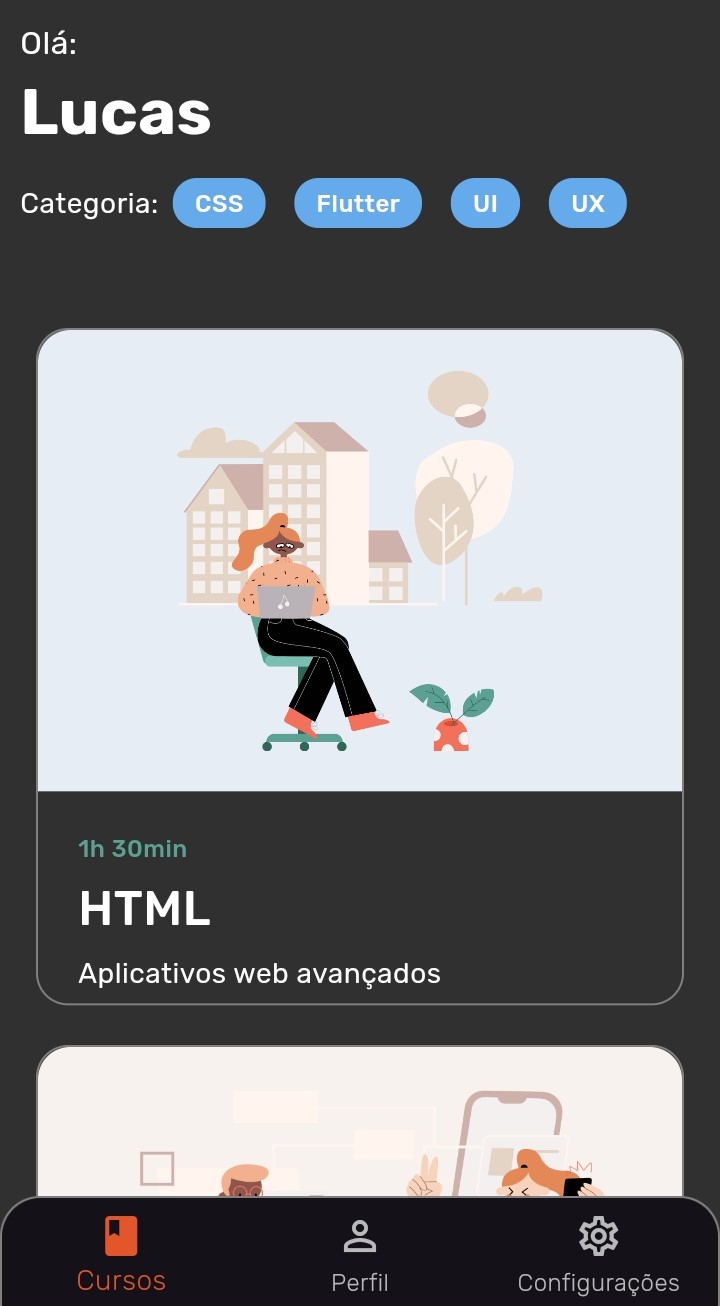 Olá:
Lucas
Categoria: CSS Flutter UI UX
1h 30min
HTML
Aplicativos web avançados
Cursos Perfil Configurações